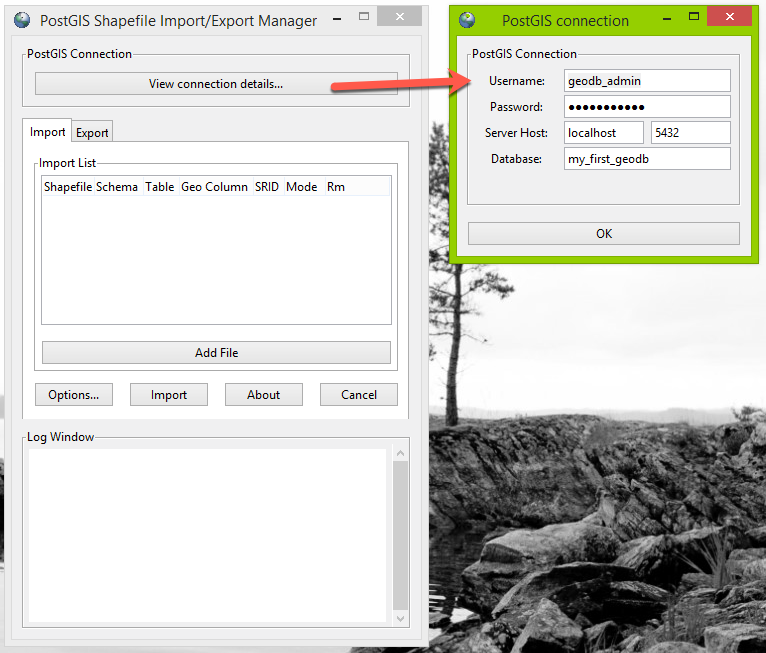 PostGIS Shapefile Import/Export Manager
PostGIS Connection
View connection details...
Import Export
Import List
Shapefile Schema Table Geo Column SRID Mode Rm
Add File
Options... Import About Cancel
Log Window
PostGIS connection
PostGIS Connection
Username: geodb_admin
Password: ●●●●●●●●●●●
Server Host: localhost 5432
Database: my_first_geodb
OK